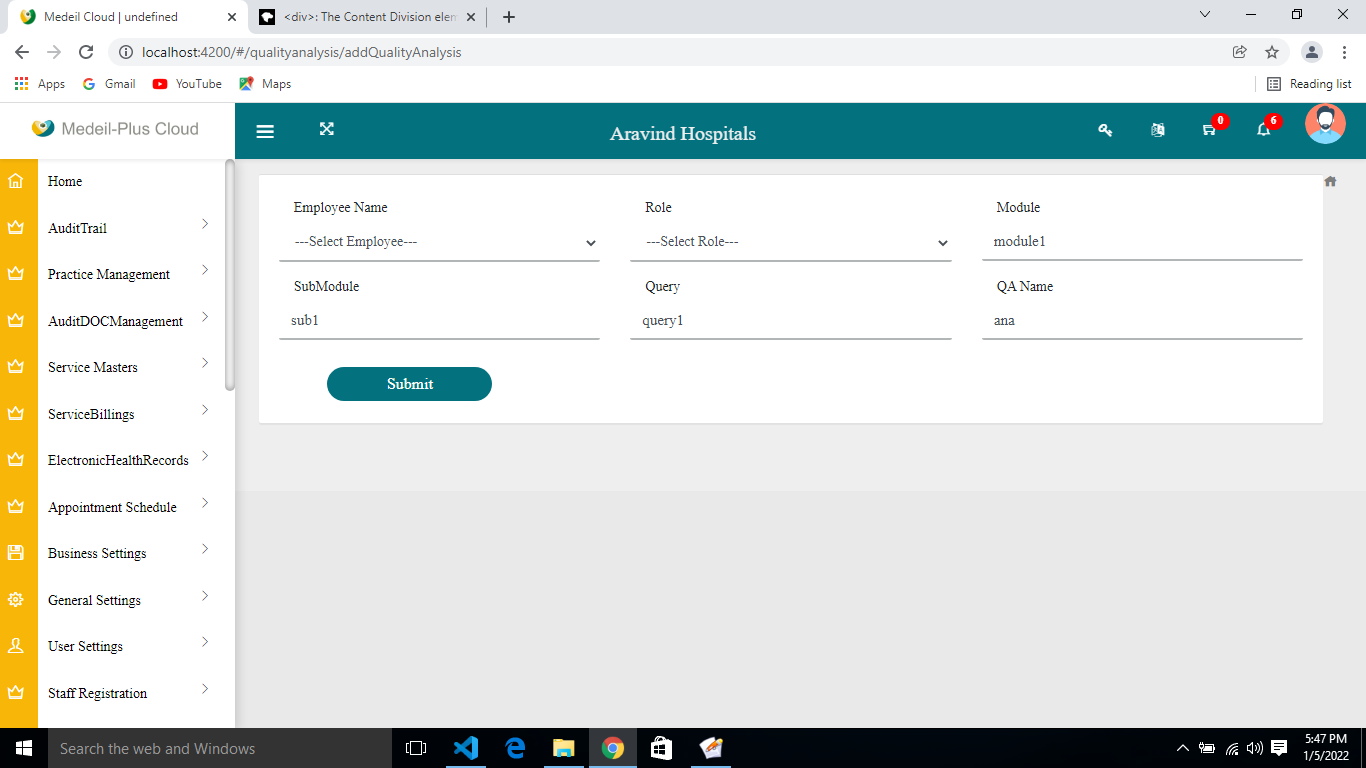 Medeil Cloud | undefined
<div>: The Content Division elem
localhost:4200/#/qualityanalysis/addQualityAnalysis
Apps Gmail YouTube Maps Reading list
Medeil-Plus Cloud
Aravind Hospitals
0
6
Home
AuditTrail
Practice Management
AuditDOCManagement
Service Masters
ServiceBillings
ElectronicHealthRecords
Appointment Schedule
Business Settings
General Settings
User Settings
Staff Registration
Employee Name Role Module
---Select Employee--- ---Select Role--- module1
SubModule Query QA Name
sub1 query1 ana
Submit
Search the web and Windows
5:47 PM
1/5/2022